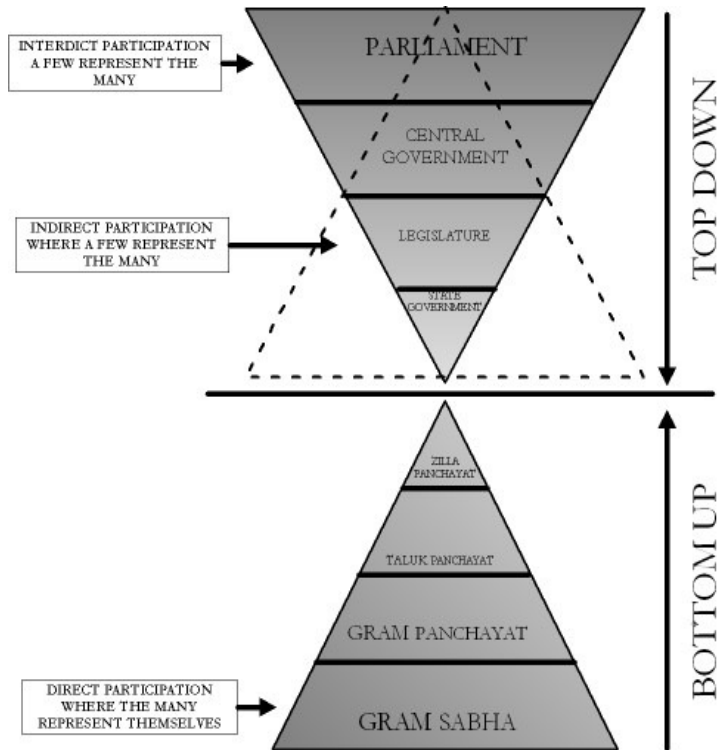 PARLIAMENT
INTERDICT PARTICIPATION
A FEW REPRESENT THE
MANY
CENTRAL
GOVERNMENT
TOP DOWN
INDIRECT PARTICIPATION
WHERE A FEW REPRESENT
THE MANY
LEGISLATURE
STATE
GOVERNMENT
ZILLA
PANCHAYAT
TALUK PANCHAYAT
BOTTOM UP
GRAM PANCHAYAT
DIRECT PARTICIPATION
WHERE THE MANY
REPRESENT THEMSELVES
GRAM SABHA